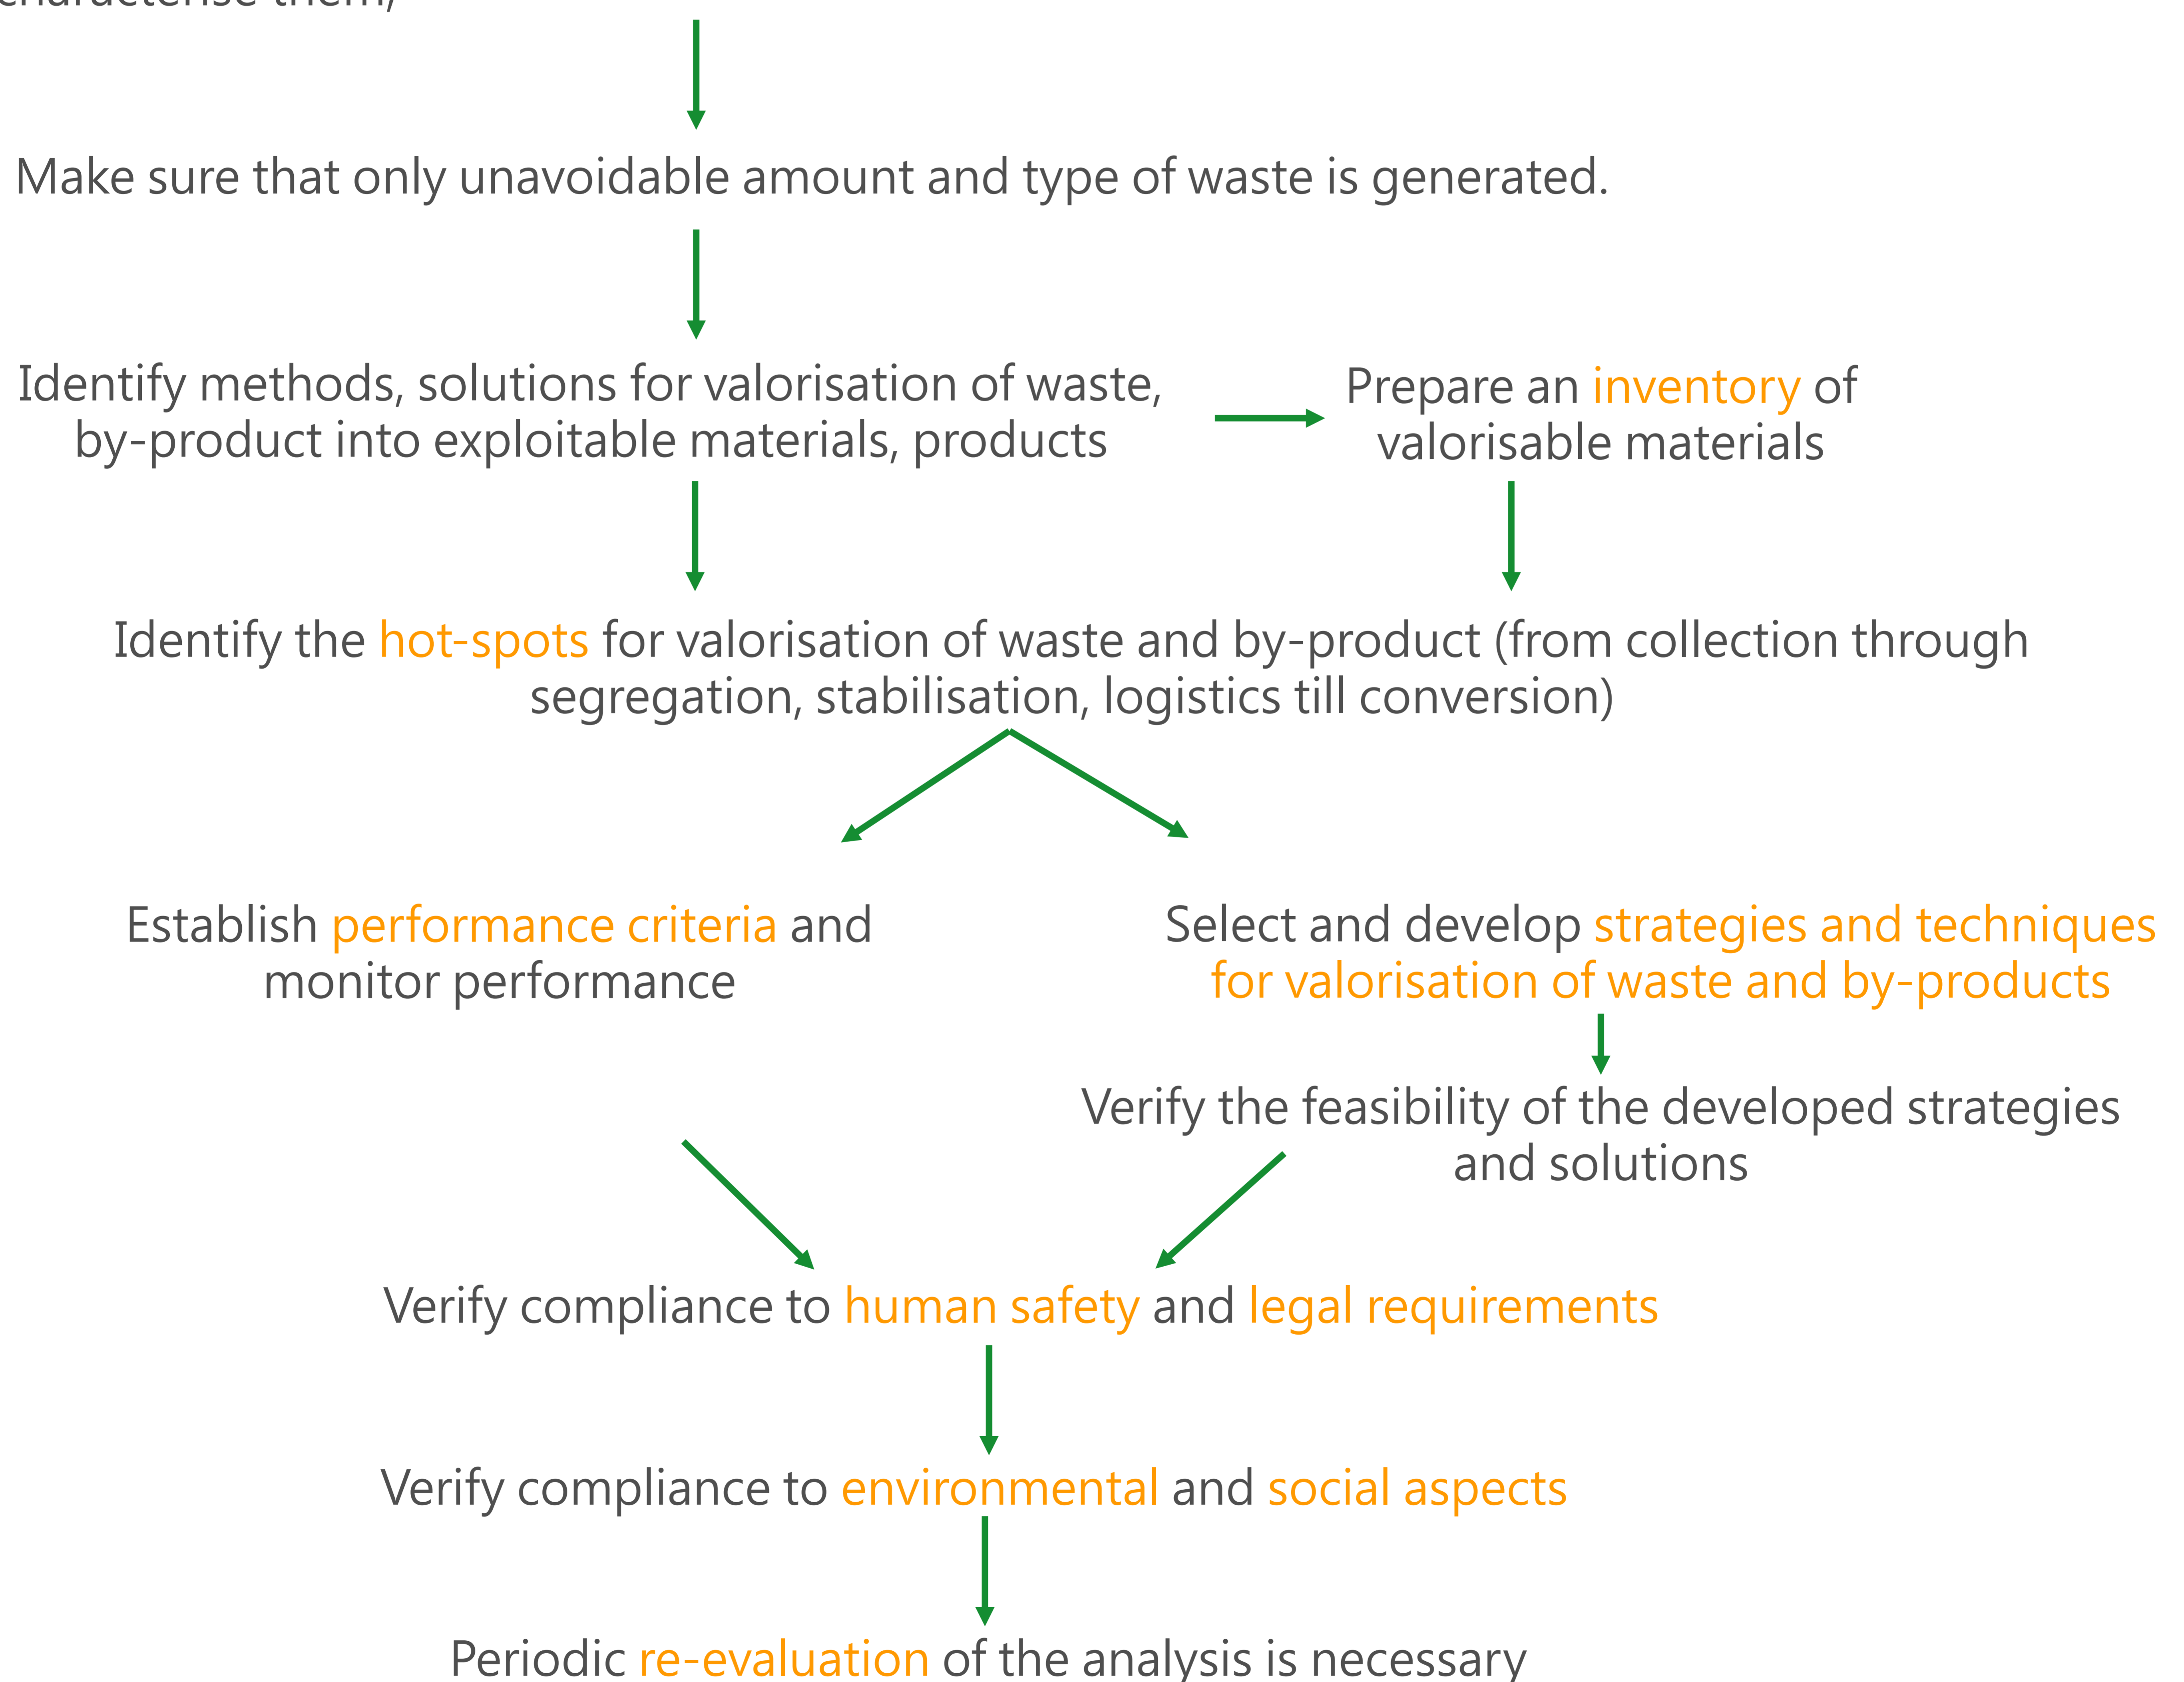 characterise them,
Make sure that only unavoidable amount and type of waste is generated.
Identify methods, solutions for valorisation of waste,
by-product into exploitable materials, products
Prepare an inventory of
valorisable materials
Identify the hot-spots for valorisation of waste and by-product (from collection through
segregation, stabilisation, logistics till conversion)
Establish performance criteria and
monitor performance
Select and develop strategies and techniques
for valorisation of waste and by-products
Verify the feasibility of the developed strategies
and solutions
Verify compliance to human safety and legal requirements
Verify compliance to environmental and social aspects
Periodic re-evaluation of the analysis is necessary